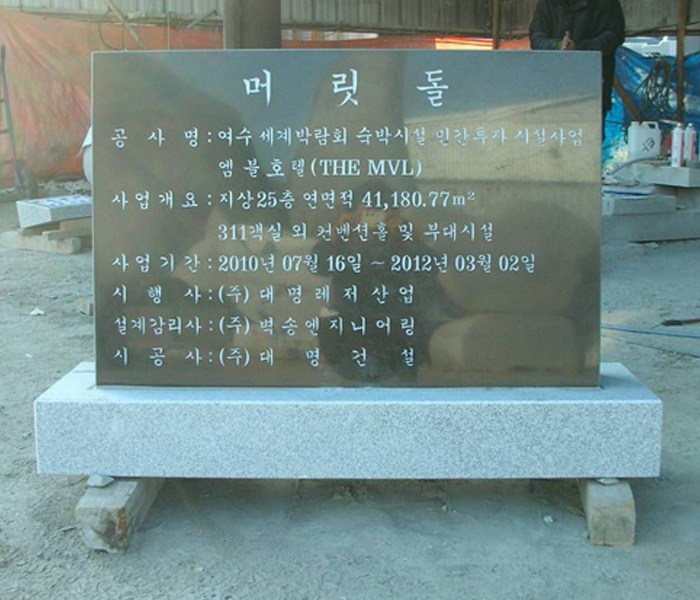 머 릿 돌
공 사 명 : 여수 세계박람회 숙박시설 민간투자 시설사업
엠 블 호 텔 (THE MVL)
사 업 개 요 : 지상25층 연면적 41,180.77m²
311객실 외 컨벤션홀 및 부대시설
사 업 기 간 : 2010년 07월 16일 ~ 2012년 03월 02일
시 행 사 : (주) 대 명 레 저 산 업
설계감리사 : (주) 벽 송 엔 지 니 어 링
시 공 사 : (주) 대 명 건 설